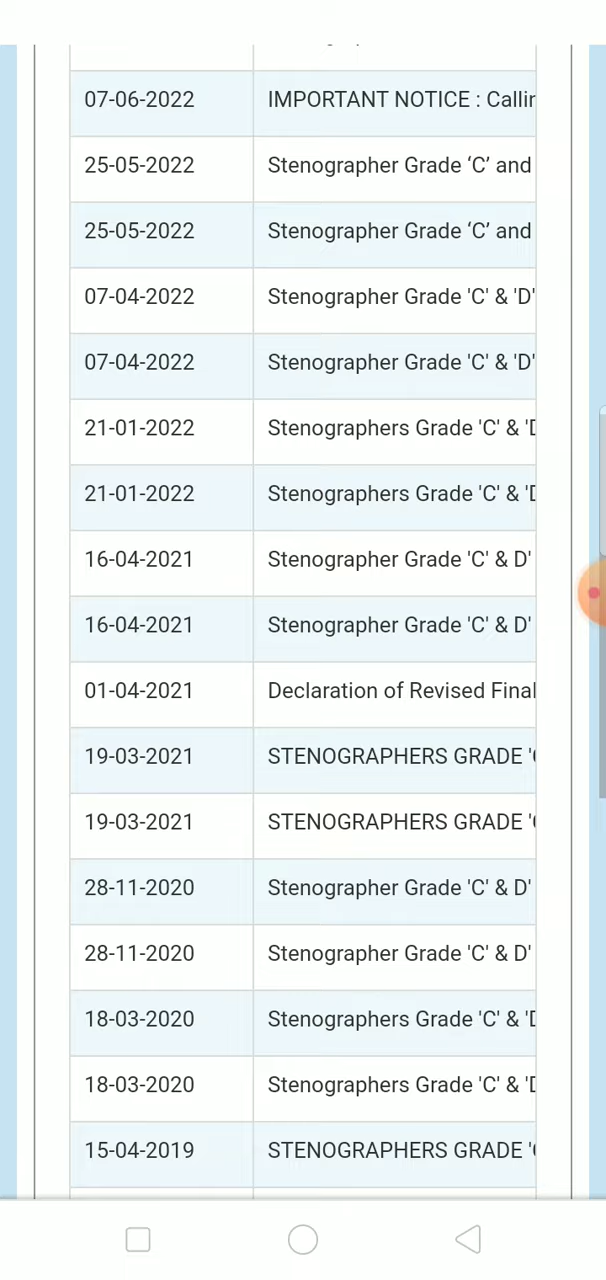 07-06-2022 IMPORTANT NOTICE : Callin
25-05-2022 Stenographer Grade ‘C’ and
25-05-2022 Stenographer Grade ‘C’ and
07-04-2022 Stenographer Grade 'C' & 'D'
07-04-2022 Stenographer Grade 'C' & 'D'
21-01-2022 Stenographers Grade 'C' & 'D
21-01-2022 Stenographers Grade 'C' & 'D
16-04-2021 Stenographer Grade 'C' & D'
16-04-2021 Stenographer Grade 'C' & D'
01-04-2021 Declaration of Revised Final
19-03-2021 STENOGRAPHERS GRADE 'C
19-03-2021 STENOGRAPHERS GRADE 'C
28-11-2020 Stenographer Grade 'C' & D'
28-11-2020 Stenographer Grade 'C' & D'
18-03-2020 Stenographers Grade 'C' & 'D
18-03-2020 Stenographers Grade 'C' & 'D
15-04-2019 STENOGRAPHERS GRADE 'C